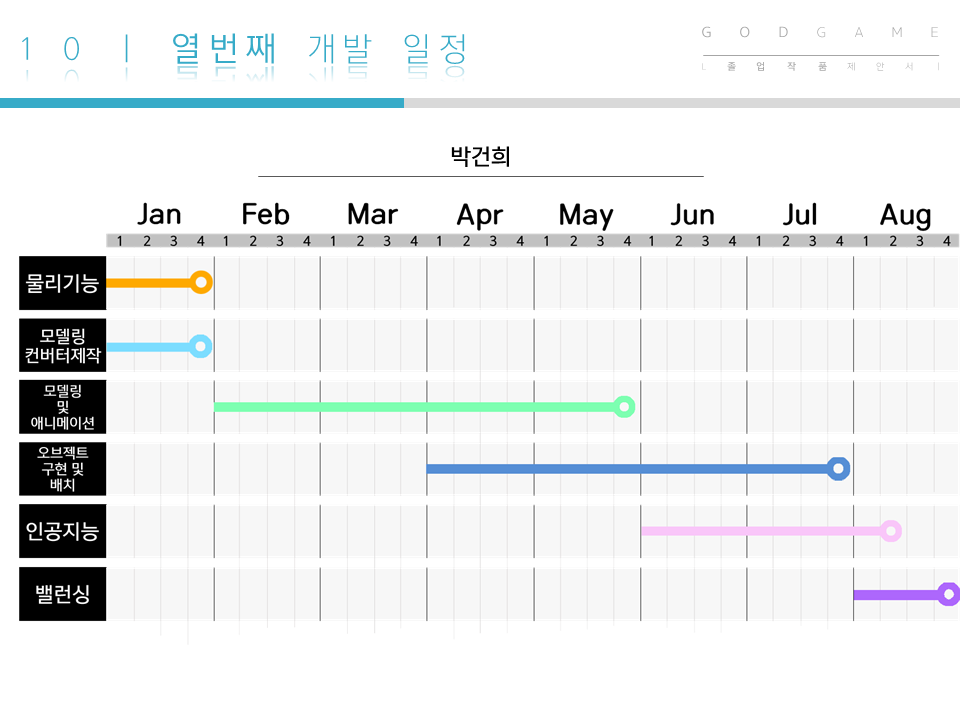 10 | 열번째 개발 일정
GOD GAME
졸업작품제안서
박건희
Jan Feb Mar Apr May Jun Jul Aug
1 2 3 4 1 2 3 4 1 2 3 4 1 2 3 4 1 2 3 4 1 2 3 4 1 2 3 4 1 2 3 4
물리기능
모델링
컨버터제작
모델링
및
애니메이션
오브젝트
구현 및
배치
인공지능
밸런싱